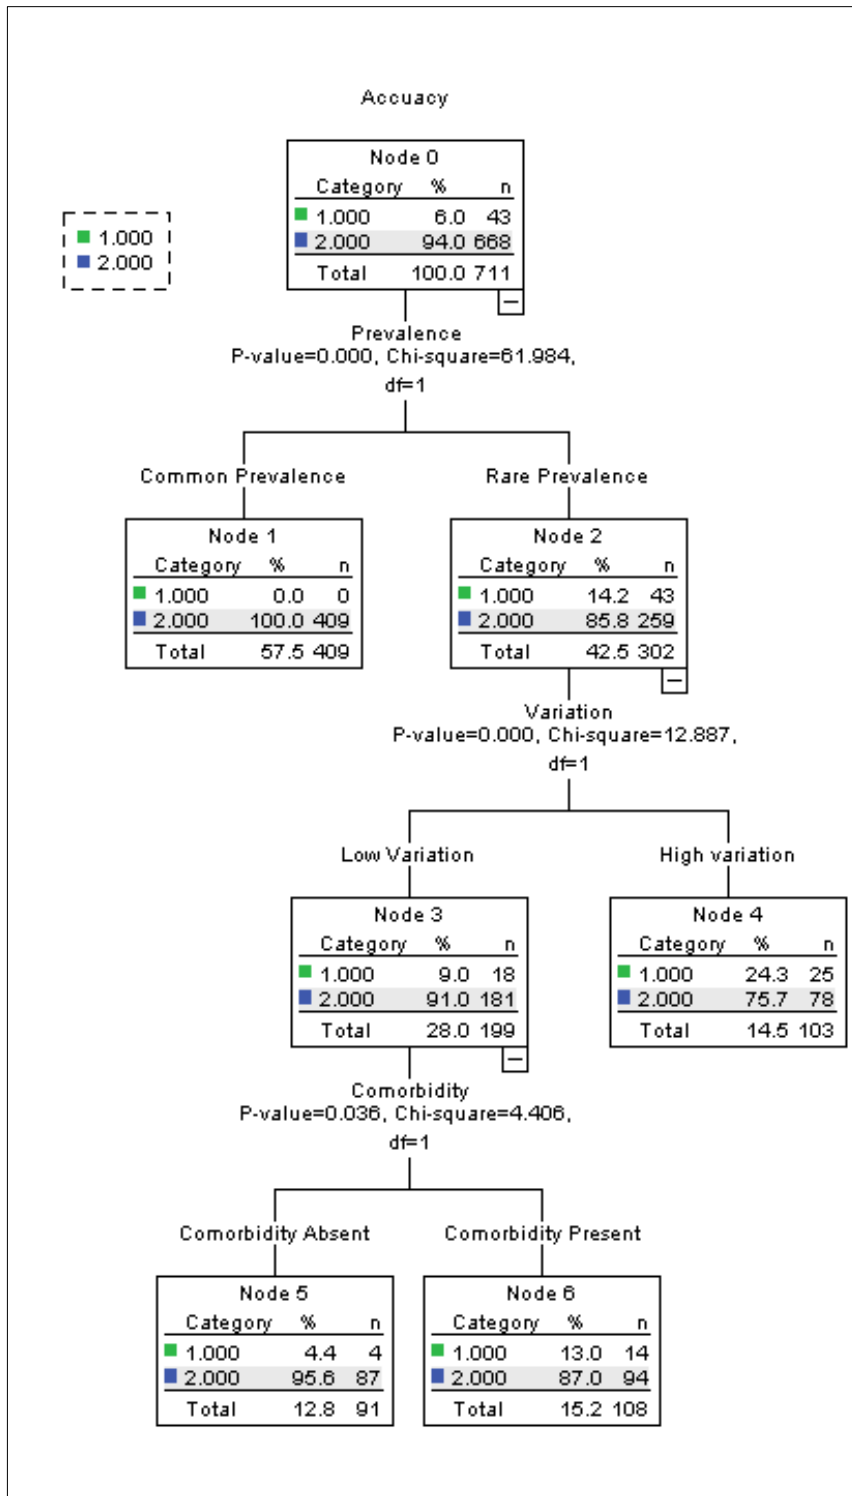 Accuacy
Node 0
Category % n
1.000 6.0 43
2.000 94.0 668
Total 100.0 711
1.000
2.000
Prevalence
P-value=0.000, Chi-square=61.984,
df=1
Common Prevalence
Rare Prevalence
Node 1
Category % n
1.000 0.0 0
2.000 100.0 409
Total 57.5 409
Node 2
Category % n
1.000 14.2 43
2.000 85.8 259
Total 42.5 302
Variation
P-value=0.000, Chi-square=12.887,
df=1
Low Variation
High variation
Node 3
Category % n
1.000 9.0 18
2.000 91.0 181
Total 28.0 199
Node 4
Category % n
1.000 24.3 25
2.000 75.7 78
Total 14.5 103
Comorbidity
P-value=0.036, Chi-square=4.406,
df=1
Comorbidity Absent
Comorbidity Present
Node 5
Category % n
1.000 4.4 4
2.000 95.6 87
Total 12.8 91
Node 6
Category % n
1.000 13.0 14
2.000 87.0 94
Total 15.2 108